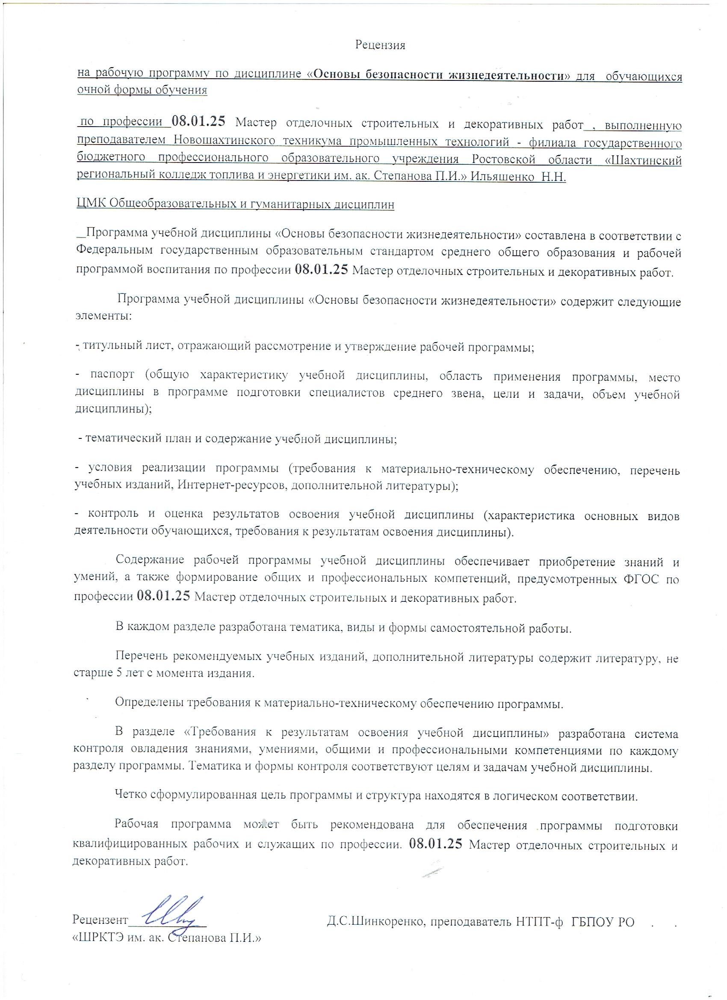 Рецензия
на рабочую программу по дисциплине «Основы безопасности жизнедеятельности» для обучающихся
очной формы обучения
по профессии 08.01.25 Мастер отделочных строительных и декоративных работ , выполненную
преподавателем Новошахтинского техникума промышленных технологий - филиала государственного
бюджетного профессионального образовательного учреждения Ростовской области «Шахтинский
региональный колледж топлива и энергетики им. ак. Степанова П.И.» Ильяшенко Н.Н.
ЦМК Общеобразовательных и гуманитарных дисциплин
Программа учебной дисциплины «Основы безопасности жизнедеятельности» составлена в соответствии с
Федеральным государственным образовательным стандартом среднего общего образования и рабочей
программой воспитания по профессии 08.01.25 Мастер отделочных строительных и декоративных работ.
Программа учебной дисциплины «Основы безопасности жизнедеятельности» содержит следующие
элементы:
- титульный лист, отражающий рассмотрение и утверждение рабочей программы;
- паспорт (общую характеристику учебной дисциплины, область применения программы, место
дисциплины в программе подготовки специалистов среднего звена, цели и задачи, объем учебной
дисциплины);
- тематический план и содержание учебной дисциплины;
- условия реализации программы (требования к материально-техническому обеспечению, перечень
учебных изданий, Интернет-ресурсов, дополнительной литературы);
- контроль и оценка результатов освоения учебной дисциплины (характеристика основных видов
деятельности обучающихся, требования к результатам освоения дисциплины).
Содержание рабочей программы учебной дисциплины обеспечивает приобретение знаний и
умений, а также формирование общих и профессиональных компетенций, предусмотренных ФГОС по
профессии 08.01.25 Мастер отделочных строительных и декоративных работ.
В каждом разделе разработана тематика, виды и формы самостоятельной работы.
Перечень рекомендуемых учебных изданий, дополнительной литературы содержит литературу, не
старше 5 лет с момента издания.
Определены требования к материально-техническому обеспечению программы.
В разделе «Требования к результатам освоения учебной дисциплины» разработана система
контроля овладения знаниями, умениями, общими и профессиональными компетенциями по каждому
разделу программы. Тематика и формы контроля соответствуют целям и задачам учебной дисциплины.
Четко сформулированная цель программы и структура находятся в логическом соответствии.
Рабочая программа может быть рекомендована для обеспечения программы подготовки
квалифицированных рабочих и служащих по профессии. 08.01.25 Мастер отделочных строительных и
декоративных работ.
Рецензент Д.С.Шинкоренко, преподаватель НТПТ-ф ГБПОУ РО
«ШРКТЭ им. ак. Степанова П.И.»